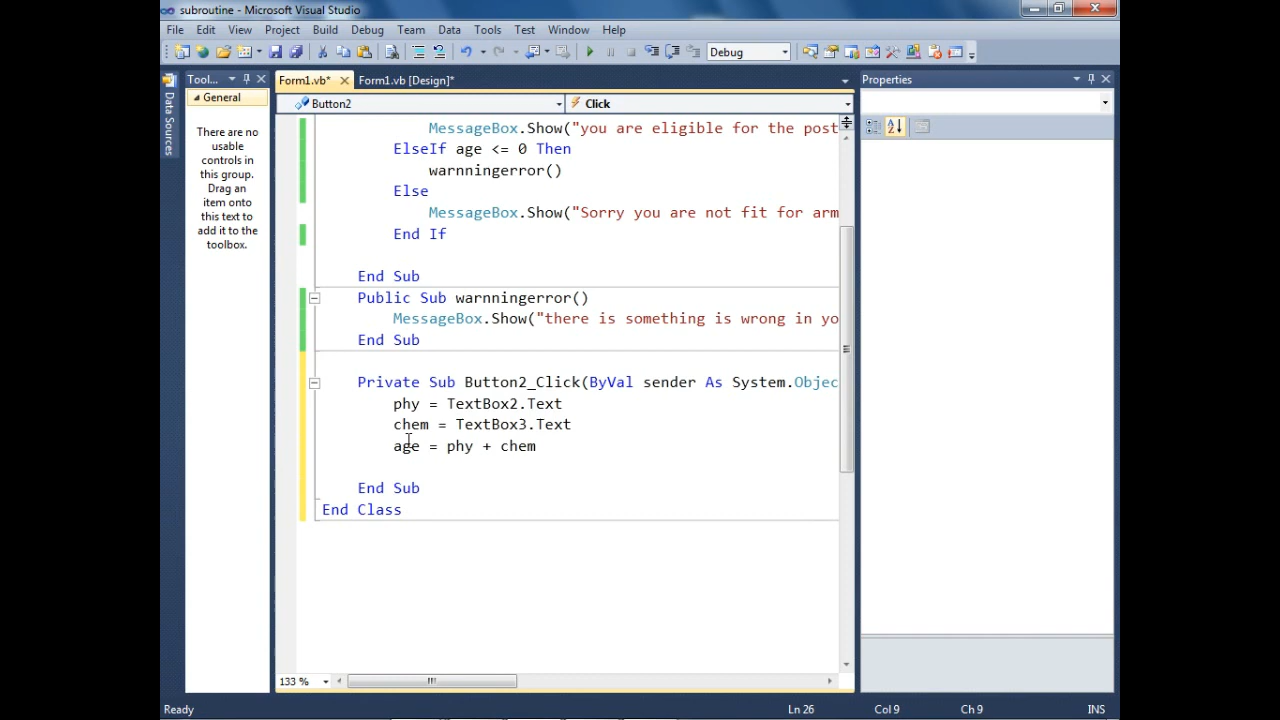 subroutine - Microsoft Visual Studio
File Edit View Project Build Debug Team Data Tools Test Window Help
Debug
Data Sources
Tool...
General
There are no
usable
controls in
this group.
Drag an
item onto
this text to
add it to the
toolbox.
Form1.vb* Form1.vb [Design]*
Button2 Click
MessageBox.Show("you are eligible for the post
ElseIf age <= 0 Then
warnningerror()
Else
MessageBox.Show("Sorry you are not fit for arm
End If
End Sub
Public Sub warnningerror()
MessageBox.Show("there is something is wrong in yo
End Sub
Private Sub Button2_Click(ByVal sender As System.Objec
phy = TextBox2.Text
chem = TextBox3.Text
age = phy + chem
End Sub
End Class
133 %
Properties
Ready Ln 26 Col 9 Ch 9 INS